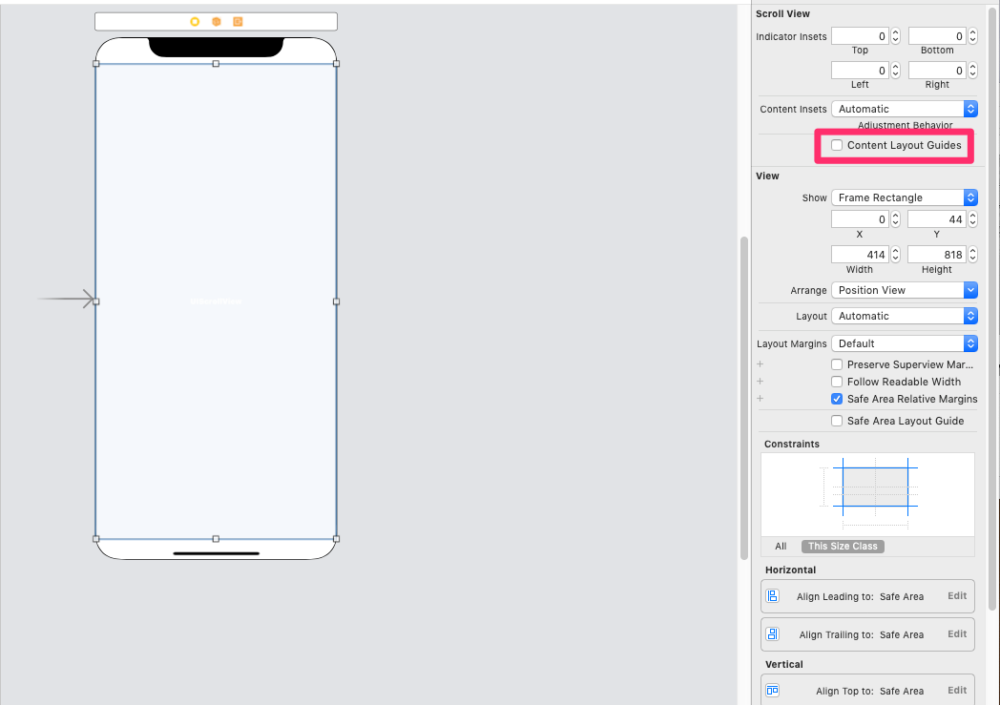 Scroll View
Indicator Insets 0 0
Top Bottom
0 0
Left Right
Content Insets Automatic
Adjustment Behavior
Content Layout Guides
View
Show Frame Rectangle
0 44
X Y
414 818
Width Height
Arrange Position View
Layout Automatic
Layout Margins Default
+ Preserve Superview Mar...
+ Follow Readable Width
+ Safe Area Relative Margins
Safe Area Layout Guide
Constraints
All This Size Class
Horizontal
Align Leading to: Safe Area Edit
Align Trailing to: Safe Area Edit
Vertical
Align Top to: Safe Area Edit